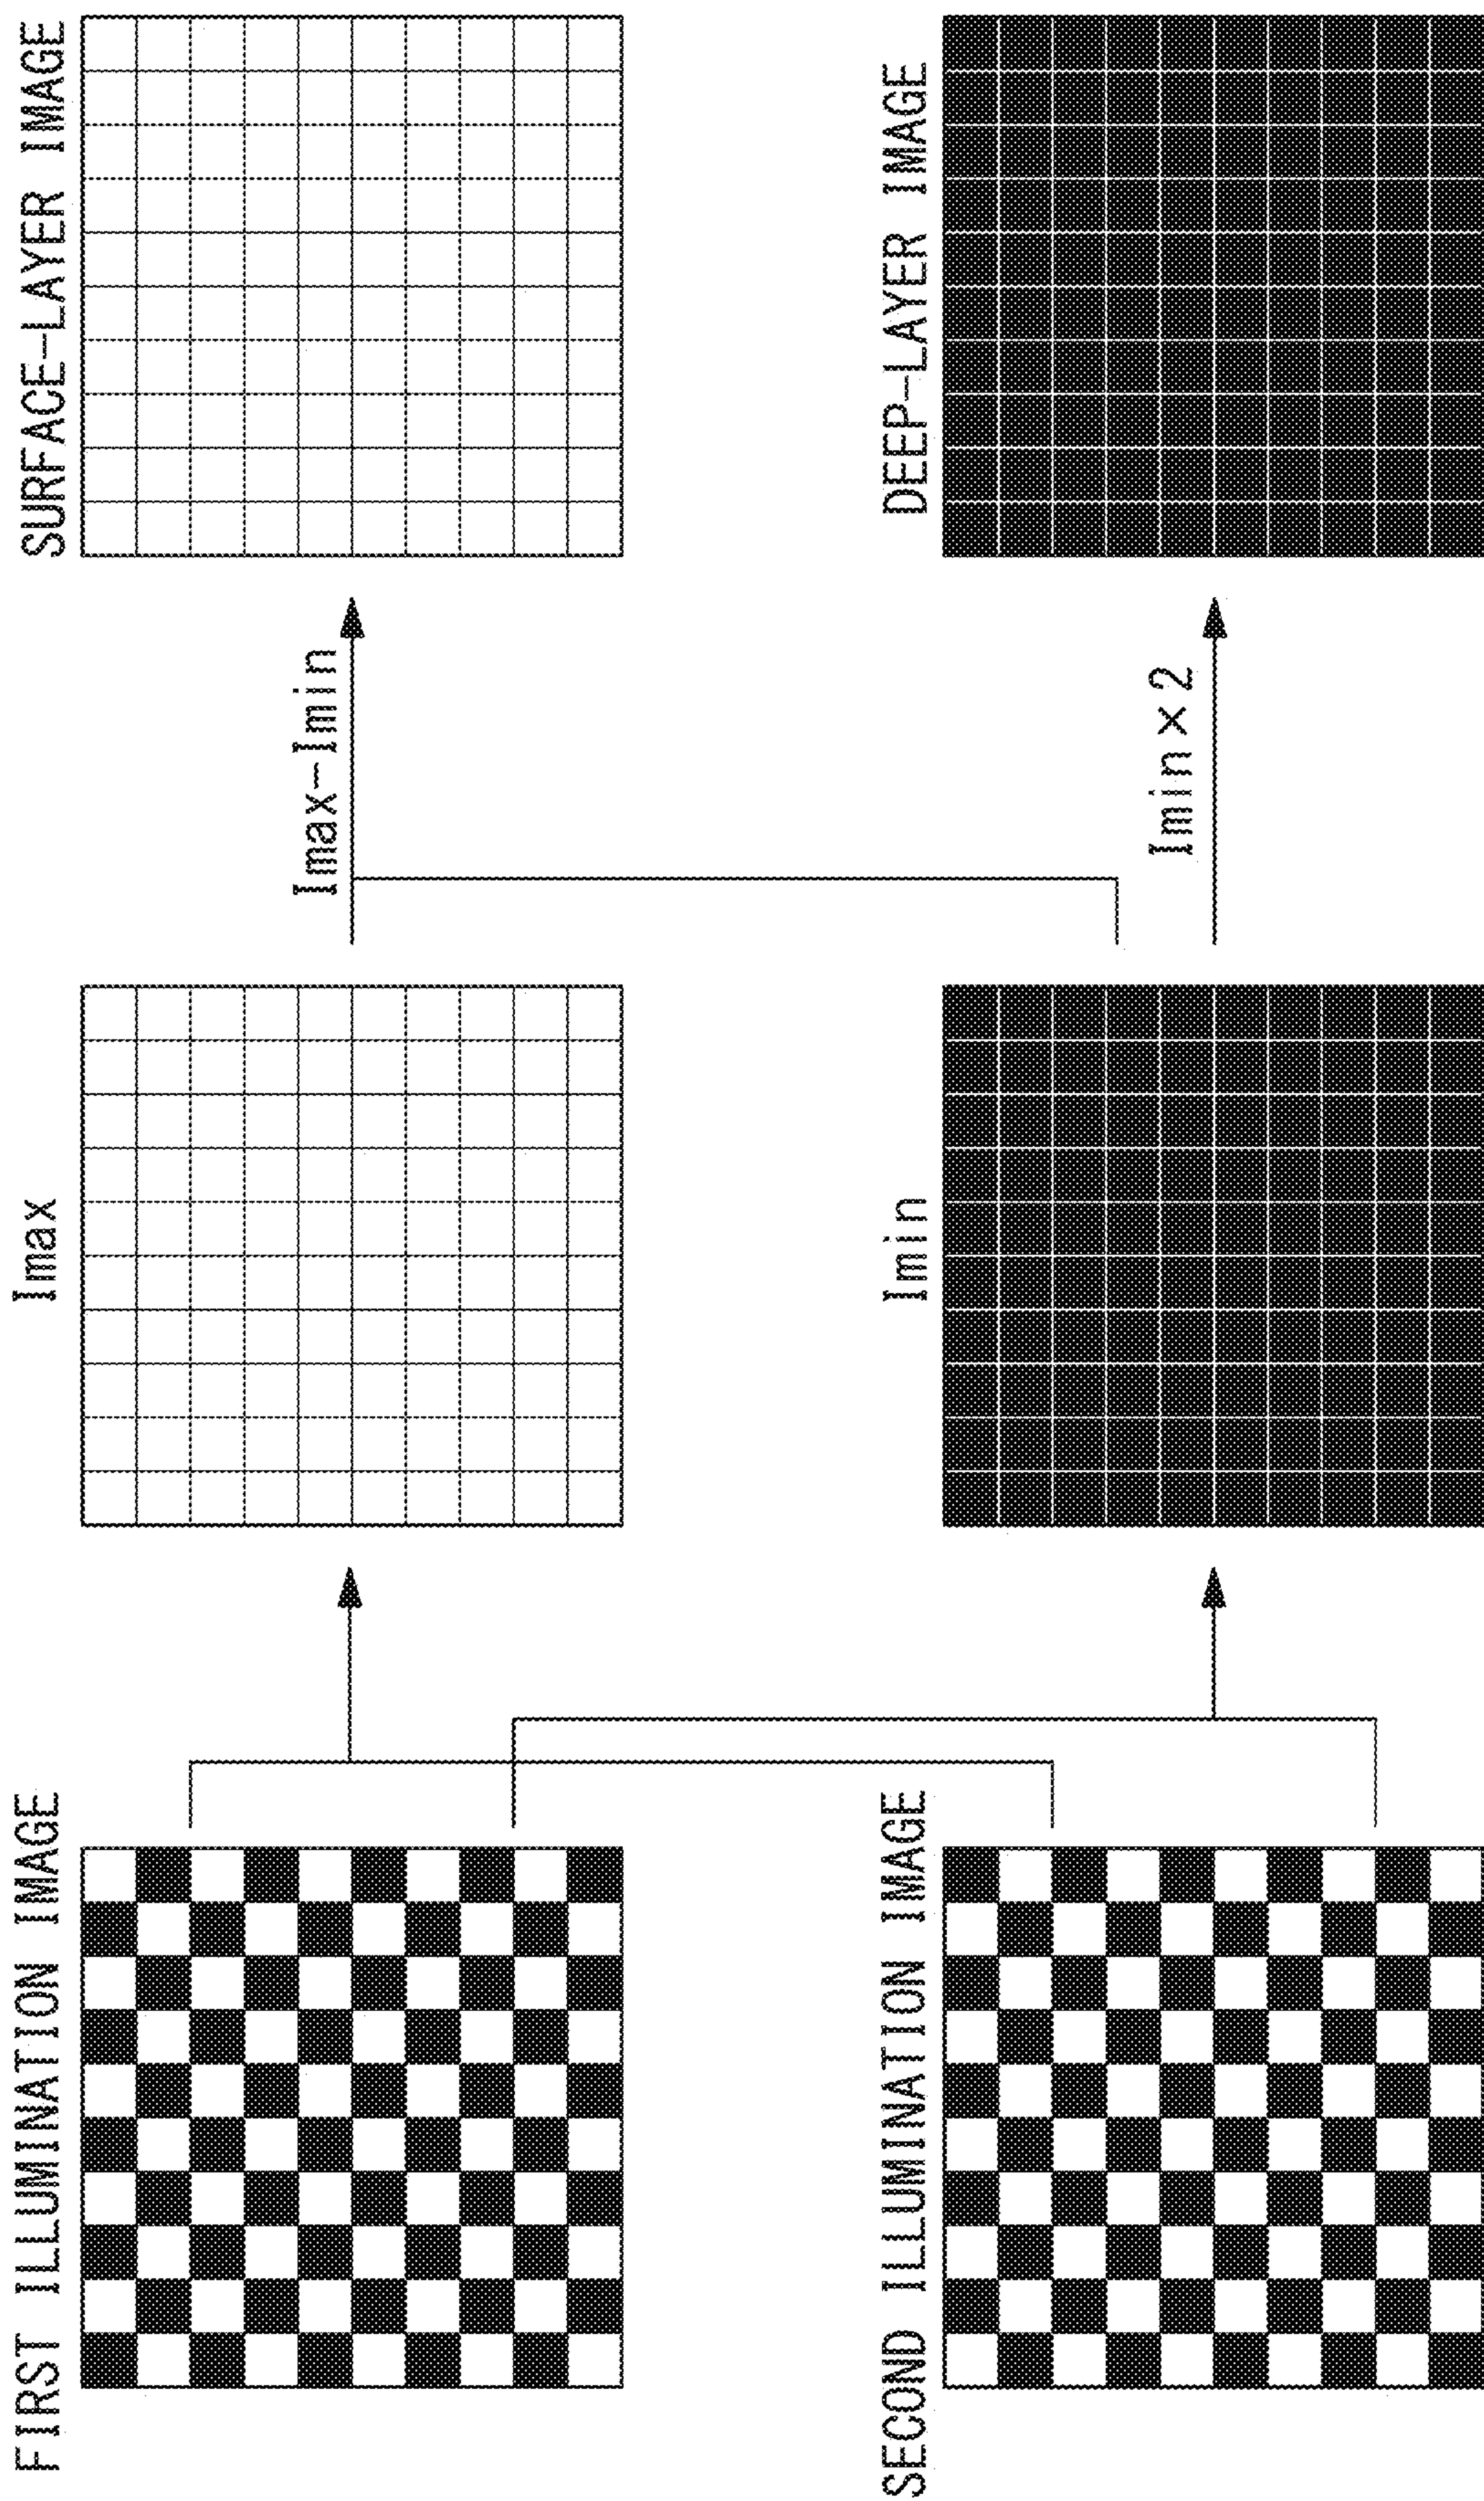 FIRST ILLUMINATION IMAGE
Imax
Imax-Imin
SURFACE-LAYER IMAGE
SECOND ILLUMINATION IMAGE
Imin
Imin×2
DEEP-LAYER IMAGE